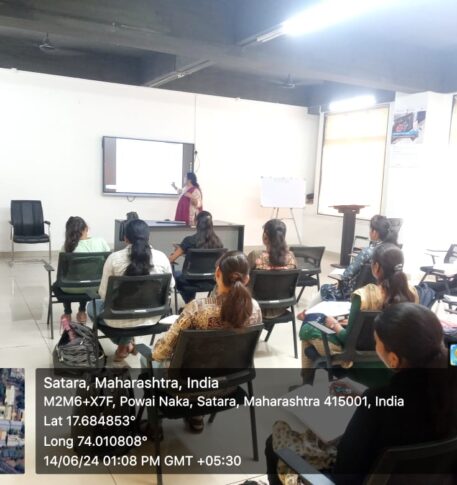 Satara, Maharashtra, India
M2M6+X7F, Powai Naka, Satara, Maharashtra 415001, India
Lat 17.684853°
Long 74.010808°
14/06/24 01:08 PM GMT +05:30